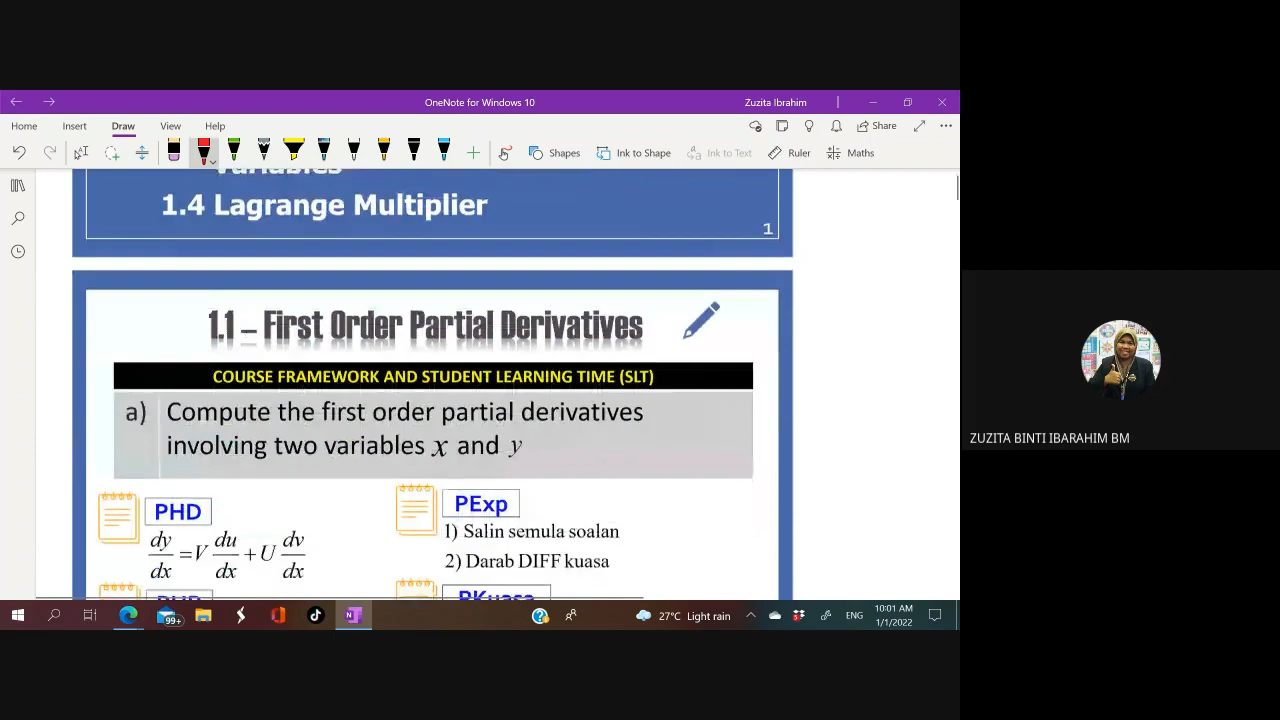 OneNote for Windows 10
Zuzita Ibrahim
Home Insert Draw View Help
Share
Shapes Ink to Shape Ink to Text Ruler Maths
Variables
1.4 Lagrange Multiplier
1
1.1 – First Order Partial Derivatives
COURSE FRAMEWORK AND STUDENT LEARNING TIME (SLT)
a) Compute the first order partial derivatives
involving two variables x and y
PHD
dy/dx = V du/dx + U dv/dx
PExp
1) Salin semula soalan
2) Darab DIFF kuasa
PKuasa
ZUZITA BINTI IBARAHIM BM
99+
27°C Light rain
5
ENG
10:01 AM
1/1/2022